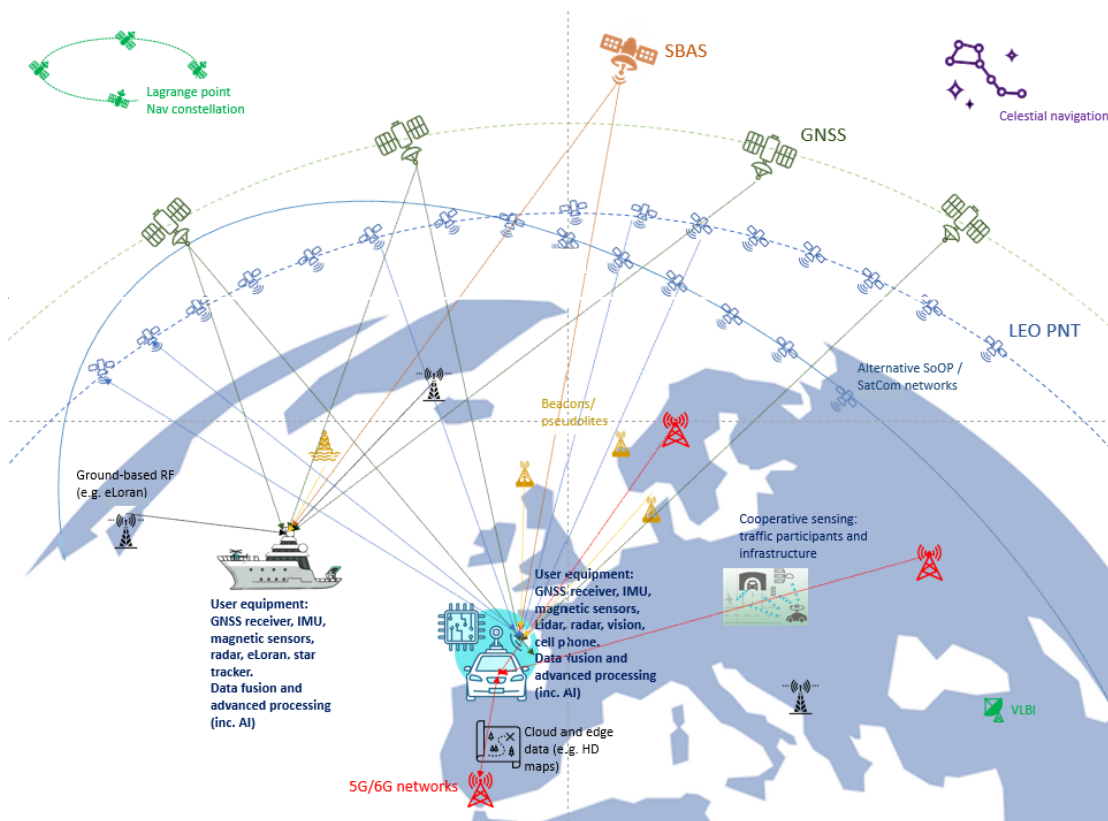 SBAS
Lagrange point
Nav constellation
Celestial navigation
GNSS
LEO PNT
Alternative SoOP /
SatCom networks
Beacons/
pseudolites
Ground-based RF
(e.g. eLoran)
Cooperative sensing:
traffic participants and
infrastructure
User equipment:
GNSS receiver, IMU,
magnetic sensors,
radar, eLoran, star
tracker.
Data fusion and
advanced processing
(inc. AI)
User equipment:
GNSS receiver, IMU,
magnetic sensors,
Lidar, radar, vision,
cell phone.
Data fusion and
advanced processing
(inc. AI)
VLBI
Cloud and edge
data (e.g. HD
maps)
5G/6G networks